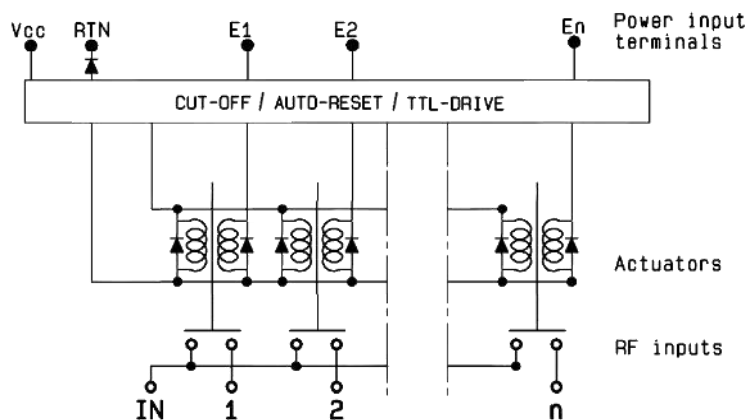 Vcc RTN E1 E2 En Power input
terminals
CUT-OFF / AUTO-RESET / TTL-DRIVE
Actuators
RF inputs
IN 1 2 n